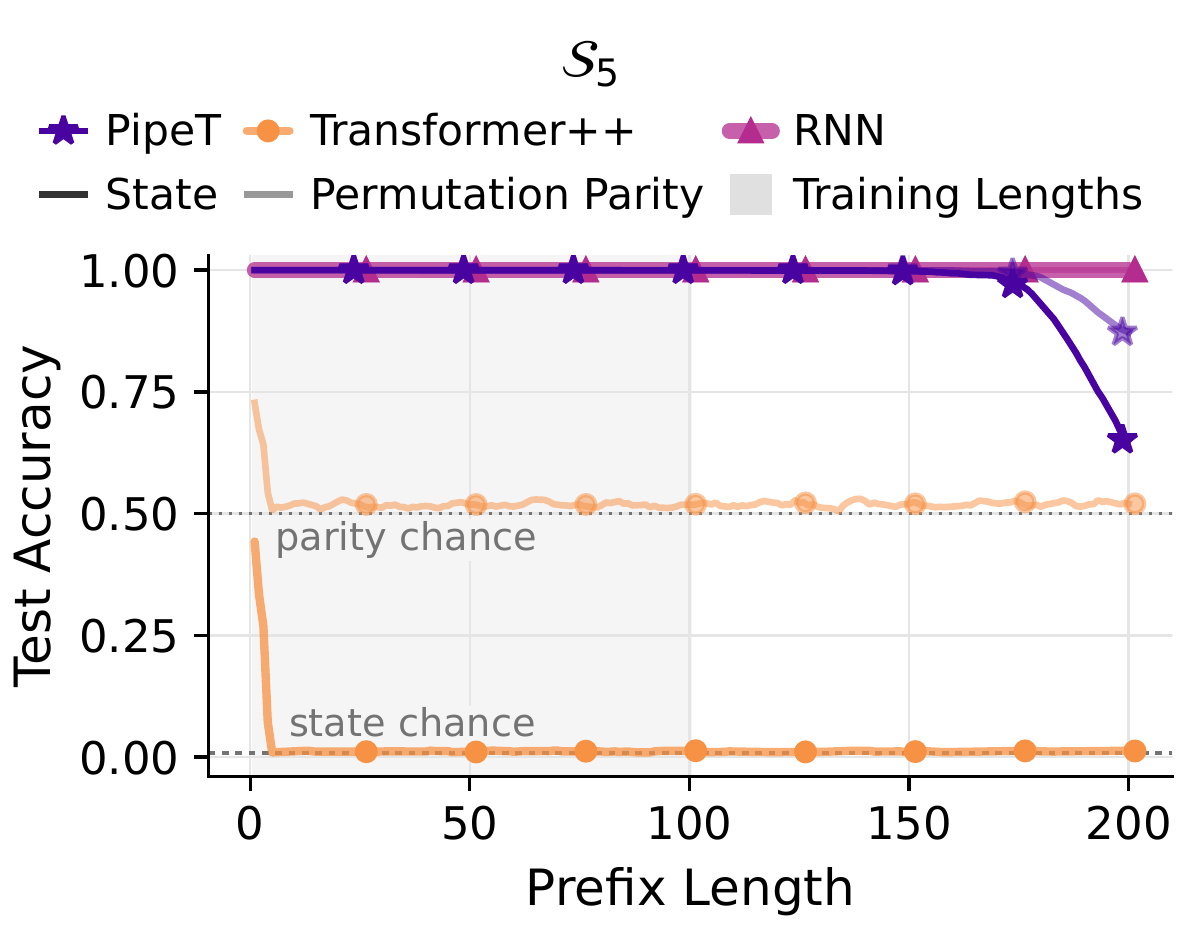 𝒮₅
PipeT Transformer++ RNN
State Permutation Parity Training Lengths
1.00
0.75
0.50
0.25
0.00
Test Accuracy
parity chance
state chance
0 50 100 150 200
Prefix Length